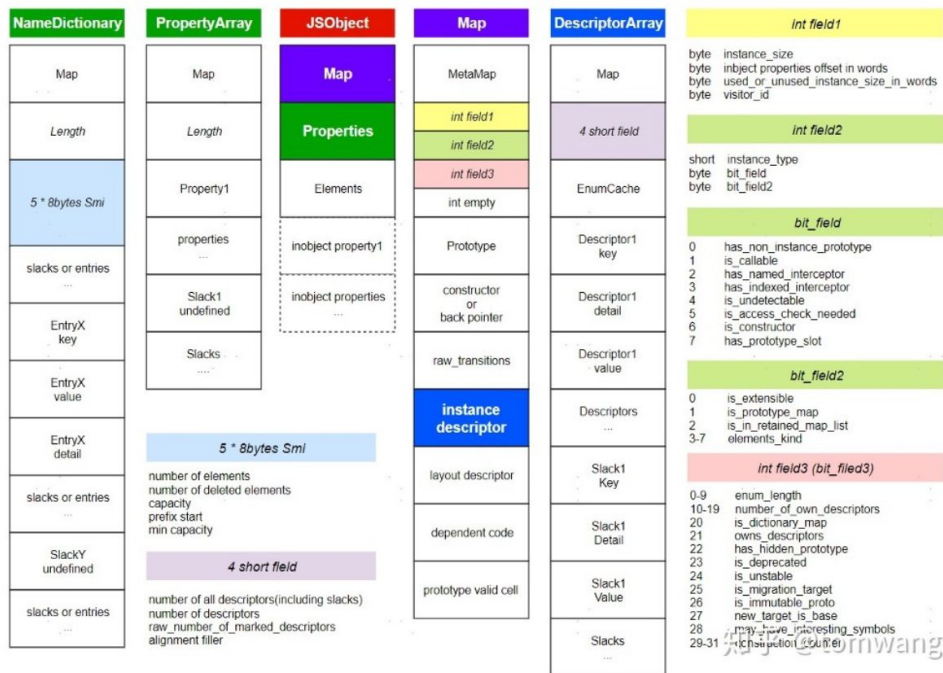 NameDictionary
Map
Length
5 * 8bytes Smi
slacks or entries
...
EntryX
key
EntryX
value
EntryX
detail
slacks or entries
...
SlackY
undefined
slacks or entries
...
PropertyArray
Map
Length
Property1
properties
...
Slack1
undefined
Slacks
....
JSObject
Map
Properties
Elements
inobject property1
inobject properties
...
Map
MetaMap
int field1
int field2
int field3
int empty
Prototype
constructor
or
back pointer
raw_transitions
instance
descriptor
layout descriptor
dependent code
prototype valid cell
DescriptorArray
Map
4 short field
EnumCache
Descriptor1
key
Descriptor1
detail
Descriptor1
value
Descriptors
...
Slack1
Key
Slack1
Detail
Slack1
Value
Slacks
...
5 * 8bytes Smi
number of elements
number of deleted elements
capacity
prefix start
min capacity
4 short field
number of all descriptors(including slacks)
number of descriptors
raw_number_of_marked_descriptors
alignment filler
int field1
byte instance_size
byte inbject properties offset in words
byte used_or_unused_instance_size_in_words
byte visitor_id
int field2
short instance_type
byte bit_field
byte bit_field2
bit_field
0 has_non_instance_prototype
1 is_callable
2 has_named_interceptor
3 has_indexed_interceptor
4 is_undetectable
5 is_access_check_needed
6 is_constructor
7 has_prototype_slot
bit_field2
0 is_extensible
1 is_prototype_map
2 is_in_retained_map_list
3-7 elements_kind
int field3 (bit_filed3)
0-9 enum_length
10-19 number_of_own_descriptors
20 is_dictionary_map
21 owns_descriptors
22 has_hidden_prototype
23 is_deprecated
24 is_unstable
25 is_migration_target
26 is_immutable_proto
27 new_target_is_base
28 may_have_interesting_symbols
29-31 construction_counter
知乎 @tomwang